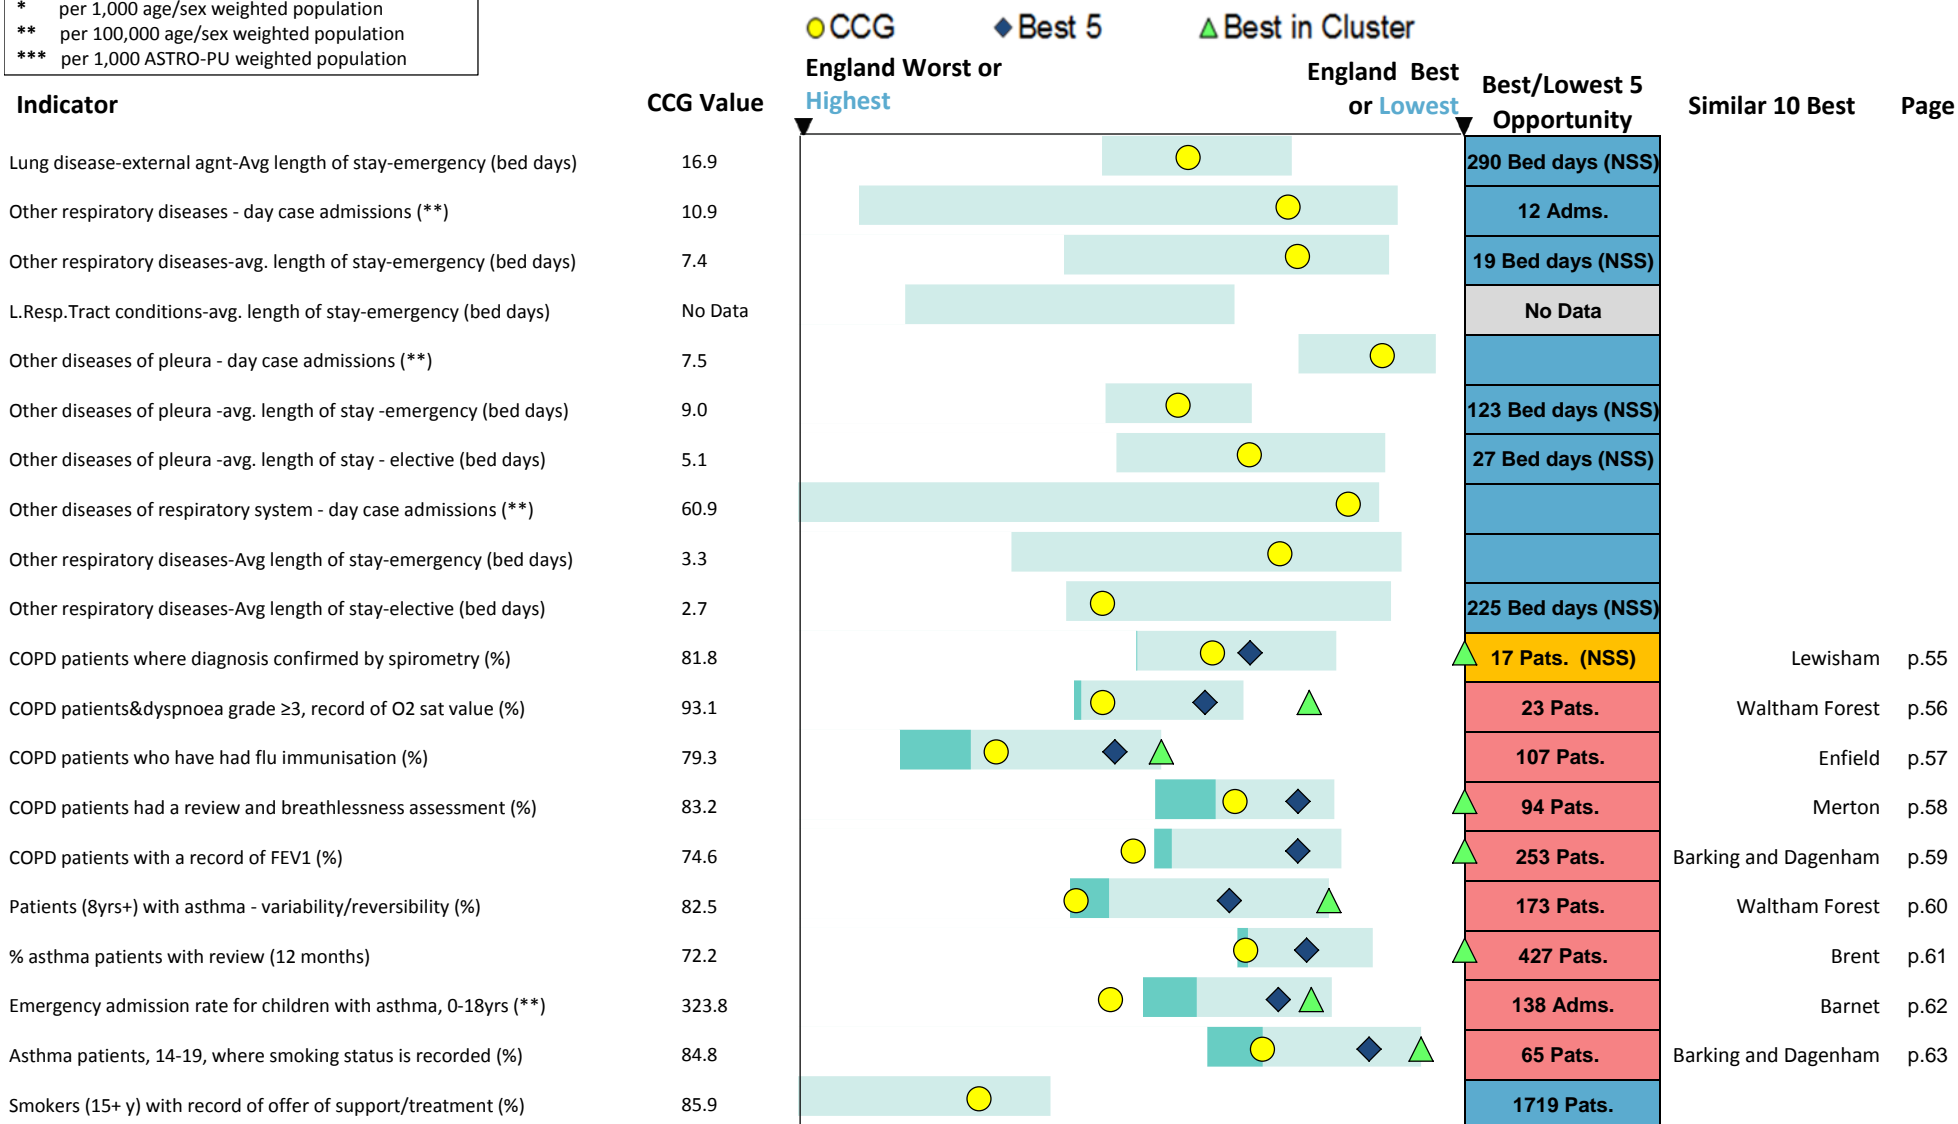 * per 1,000 age/sex weighted population
** per 100,000 age/sex weighted population
*** per 1,000 ASTRO-PU weighted population
CCG Best 5 Best in Cluster
England Worst or Highest
England Best or Lowest
Indicator CCG Value Best/Lowest 5 Opportunity Similar 10 Best Page
Lung disease-external agnt-Avg length of stay-emergency (bed days) 16.9 290 Bed days (NSS)
Other respiratory diseases - day case admissions (**) 10.9 12 Adms.
Other respiratory diseases-avg. length of stay-emergency (bed days) 7.4 19 Bed days (NSS)
L.Resp.Tract conditions-avg. length of stay-emergency (bed days) No Data No Data
Other diseases of pleura - day case admissions (**) 7.5
Other diseases of pleura -avg. length of stay -emergency (bed days) 9.0 123 Bed days (NSS)
Other diseases of pleura -avg. length of stay - elective (bed days) 5.1 27 Bed days (NSS)
Other diseases of respiratory system - day case admissions (**) 60.9
Other respiratory diseases-Avg length of stay-emergency (bed days) 3.3
Other respiratory diseases-Avg length of stay-elective (bed days) 2.7 225 Bed days (NSS)
COPD patients where diagnosis confirmed by spirometry (%) 81.8 17 Pats. (NSS) Lewisham p.55
COPD patients&dyspnoea grade ≥3, record of O2 sat value (%) 93.1 23 Pats. Waltham Forest p.56
COPD patients who have had flu immunisation (%) 79.3 107 Pats. Enfield p.57
COPD patients had a review and breathlessness assessment (%) 83.2 94 Pats. Merton p.58
COPD patients with a record of FEV1 (%) 74.6 253 Pats. Barking and Dagenham p.59
Patients (8yrs+) with asthma - variability/reversibility (%) 82.5 173 Pats. Waltham Forest p.60
% asthma patients with review (12 months) 72.2 427 Pats. Brent p.61
Emergency admission rate for children with asthma, 0-18yrs (**) 323.8 138 Adms. Barnet p.62
Asthma patients, 14-19, where smoking status is recorded (%) 84.8 65 Pats. Barking and Dagenham p.63
Smokers (15+ y) with record of offer of support/treatment (%) 85.9 1719 Pats.